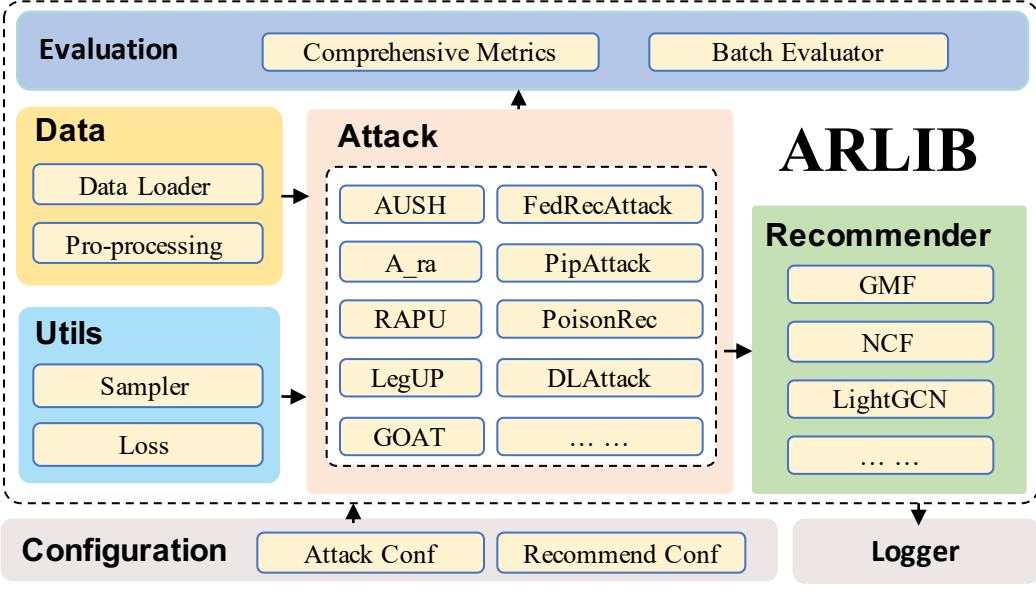 Evaluation
Comprehensive Metrics
Batch Evaluator
Data
Data Loader
Pro-processing
Utils
Sampler
Loss
Attack
AUSH
FedRecAttack
A_ra
PipAttack
RAPU
PoisonRec
LegUP
DLAttack
GOAT
... ...
ARLIB
Recommender
GMF
NCF
LightGCN
... ...
Configuration
Attack Conf
Recommend Conf
Logger